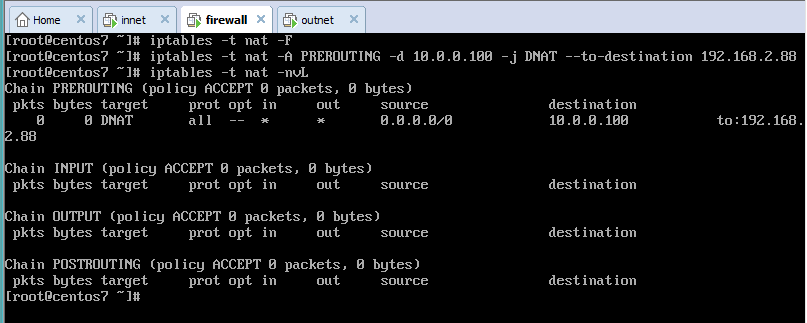 Home innet firewall outnet
[root@centos7 ~]# iptables -t nat -F
[root@centos7 ~]# iptables -t nat -A PREROUTING -d 10.0.0.100 -j DNAT --to-destination 192.168.2.88
[root@centos7 ~]# iptables -t nat -nvL
Chain PREROUTING (policy ACCEPT 0 packets, 0 bytes)
pkts bytes target prot opt in out source destination
0 0 DNAT all -- * * 0.0.0.0/0 10.0.0.100 to:192.168.
2.88
Chain INPUT (policy ACCEPT 0 packets, 0 bytes)
pkts bytes target prot opt in out source destination
Chain OUTPUT (policy ACCEPT 0 packets, 0 bytes)
pkts bytes target prot opt in out source destination
Chain POSTROUTING (policy ACCEPT 0 packets, 0 bytes)
pkts bytes target prot opt in out source destination
[root@centos7 ~]#